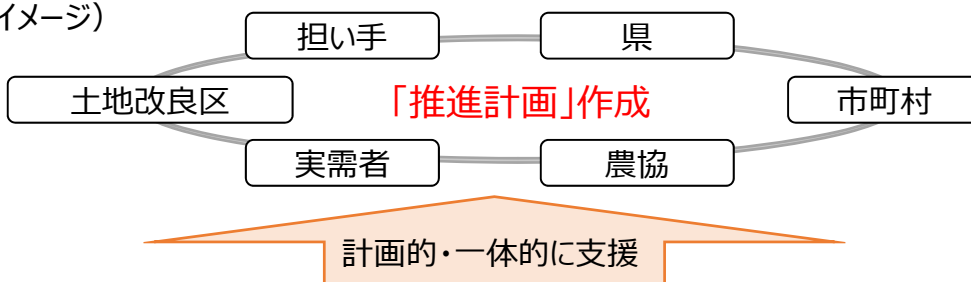 イメージ）
担い手
県
土地改良区
「推進計画」作成
市町村
実需者
農協
計画的・一体的に支援